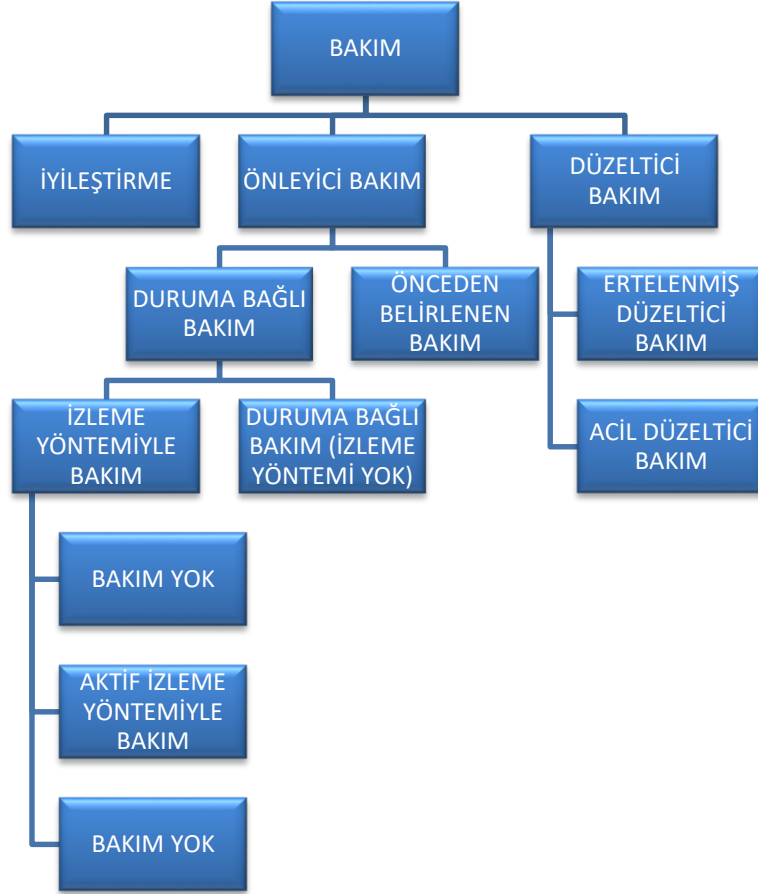 BAKIM
İYİLEŞTİRME
ÖNLEYİCİ BAKIM
DÜZELTİCİ
BAKIM
DURUMA BAĞLI
BAKIM
ÖNCEDEN
BELİRLENEN
BAKIM
ERTELENMİŞ
DÜZELTİCİ
BAKIM
İZLEME
YÖNTEMİYLE
BAKIM
DURUMA BAĞLI
BAKIM (İZLEME
YÖNTEMİ YOK)
ACİL DÜZELTİCİ
BAKIM
BAKIM YOK
AKTİF İZLEME
YÖNTEMİYLE
BAKIM
BAKIM YOK